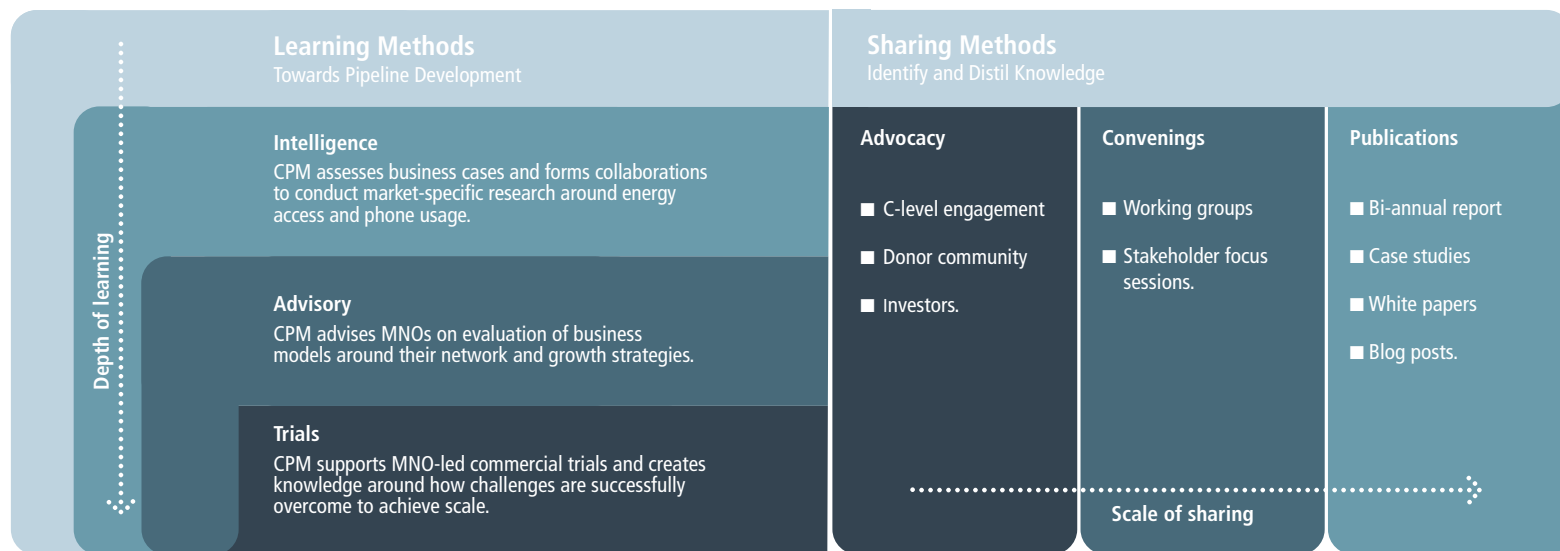 Learning Methods
Towards Pipeline Development
Intelligence
CPM assesses business cases and forms collaborations
to conduct market-specific research around energy
access and phone usage.
Advisory
CPM advises MNOs on evaluation of business
models around their network and growth strategies.
Trials
CPM supports MNO-led commercial trials and creates
knowledge around how challenges are successfully
overcome to achieve scale.
Depth of learning
Sharing Methods
Identify and Distil Knowledge
Advocacy
■ C-level engagement
■ Donor community
■ Investors.
Convenings
■ Working groups
■ Stakeholder focus
sessions.
Publications
■ Bi-annual report
■ Case studies
■ White papers
■ Blog posts.
Scale of sharing